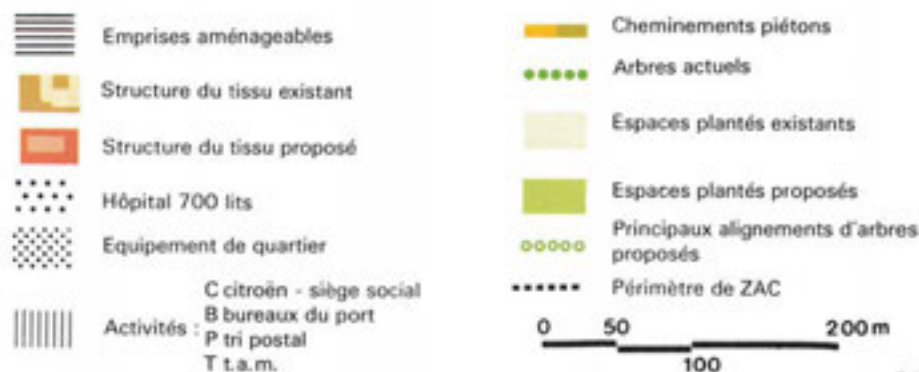 Emprises aménageables
Structure du tissu existant
Structure du tissu proposé
Hôpital 700 lits
Equipement de quartier
Activités :
C citroën - siège social
B bureaux du port
P tri postal
T t.a.m.
Cheminements piétons
Arbres actuels
Espaces plantés existants
Espaces plantés proposés
Principaux alignements d'arbres
proposés
Périmètre de ZAC
0 50 200 m
100